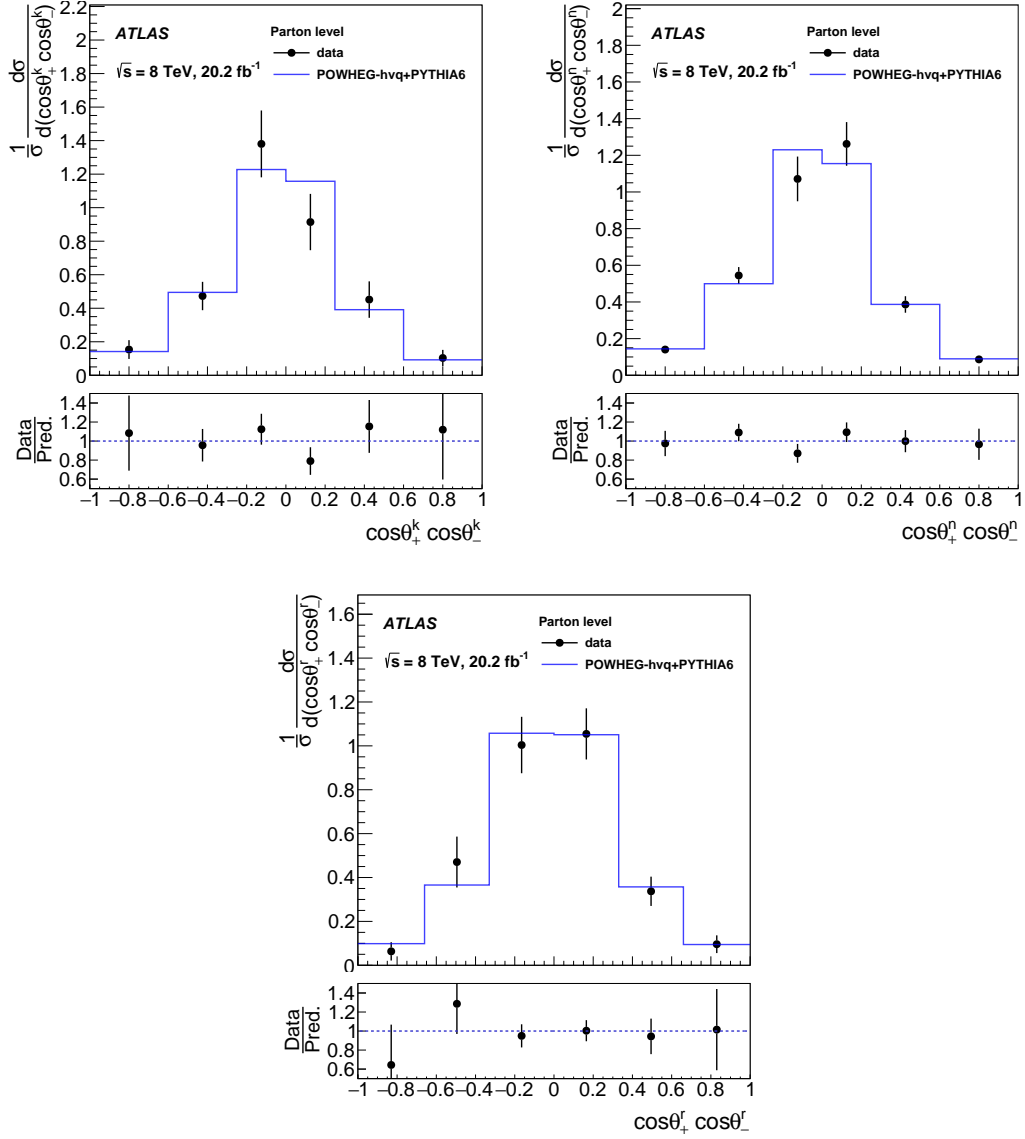 1/σ dσ/d(cosθ₊ᵏ cosθ₋ᵏ)
2.2
2
1.8
1.6
1.4
1.2
1
0.8
0.6
0.4
0.2
0
ATLAS
√s = 8 TeV, 20.2 fb⁻¹
Parton level
data
POWHEG-hvq+PYTHIA6
Data/Pred.
1.4
1.2
1
0.8
0.6
−1 −0.8 −0.6 −0.4 −0.2 0 0.2 0.4 0.6 0.8 1
cosθ₊ᵏ cosθ₋ᵏ
1/σ dσ/d(cosθ₊ⁿ cosθ₋ⁿ)
2
1.8
1.6
1.4
1.2
1
0.8
0.6
0.4
0.2
0
ATLAS
√s = 8 TeV, 20.2 fb⁻¹
Parton level
data
POWHEG-hvq+PYTHIA6
Data/Pred.
1.4
1.2
1
0.8
0.6
−1 −0.8 −0.6 −0.4 −0.2 0 0.2 0.4 0.6 0.8 1
cosθ₊ⁿ cosθ₋ⁿ
1/σ dσ/d(cosθ₊ʳ cosθ₋ʳ)
1.6
1.4
1.2
1
0.8
0.6
0.4
0.2
0
ATLAS
√s = 8 TeV, 20.2 fb⁻¹
Parton level
data
POWHEG-hvq+PYTHIA6
Data/Pred.
1.4
1.2
1
0.8
0.6
−1 −0.8 −0.6 −0.4 −0.2 0 0.2 0.4 0.6 0.8 1
cosθ₊ʳ cosθ₋ʳ